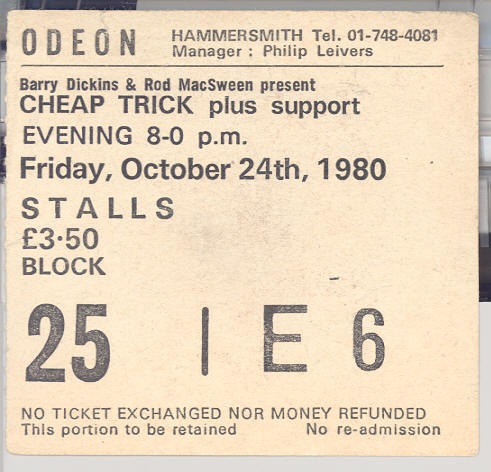 ODEON HAMMERSMITH Tel. 01-748-4081
Manager : Philip Leivers
Barry Dickins & Rod MacSween present
CHEAP TRICK plus support
EVENING 8-0 p.m.
Friday, October 24th, 1980
STALLS
£3·50
BLOCK
25 | E 6
NO TICKET EXCHANGED NOR MONEY REFUNDED
This portion to be retained No re-admission